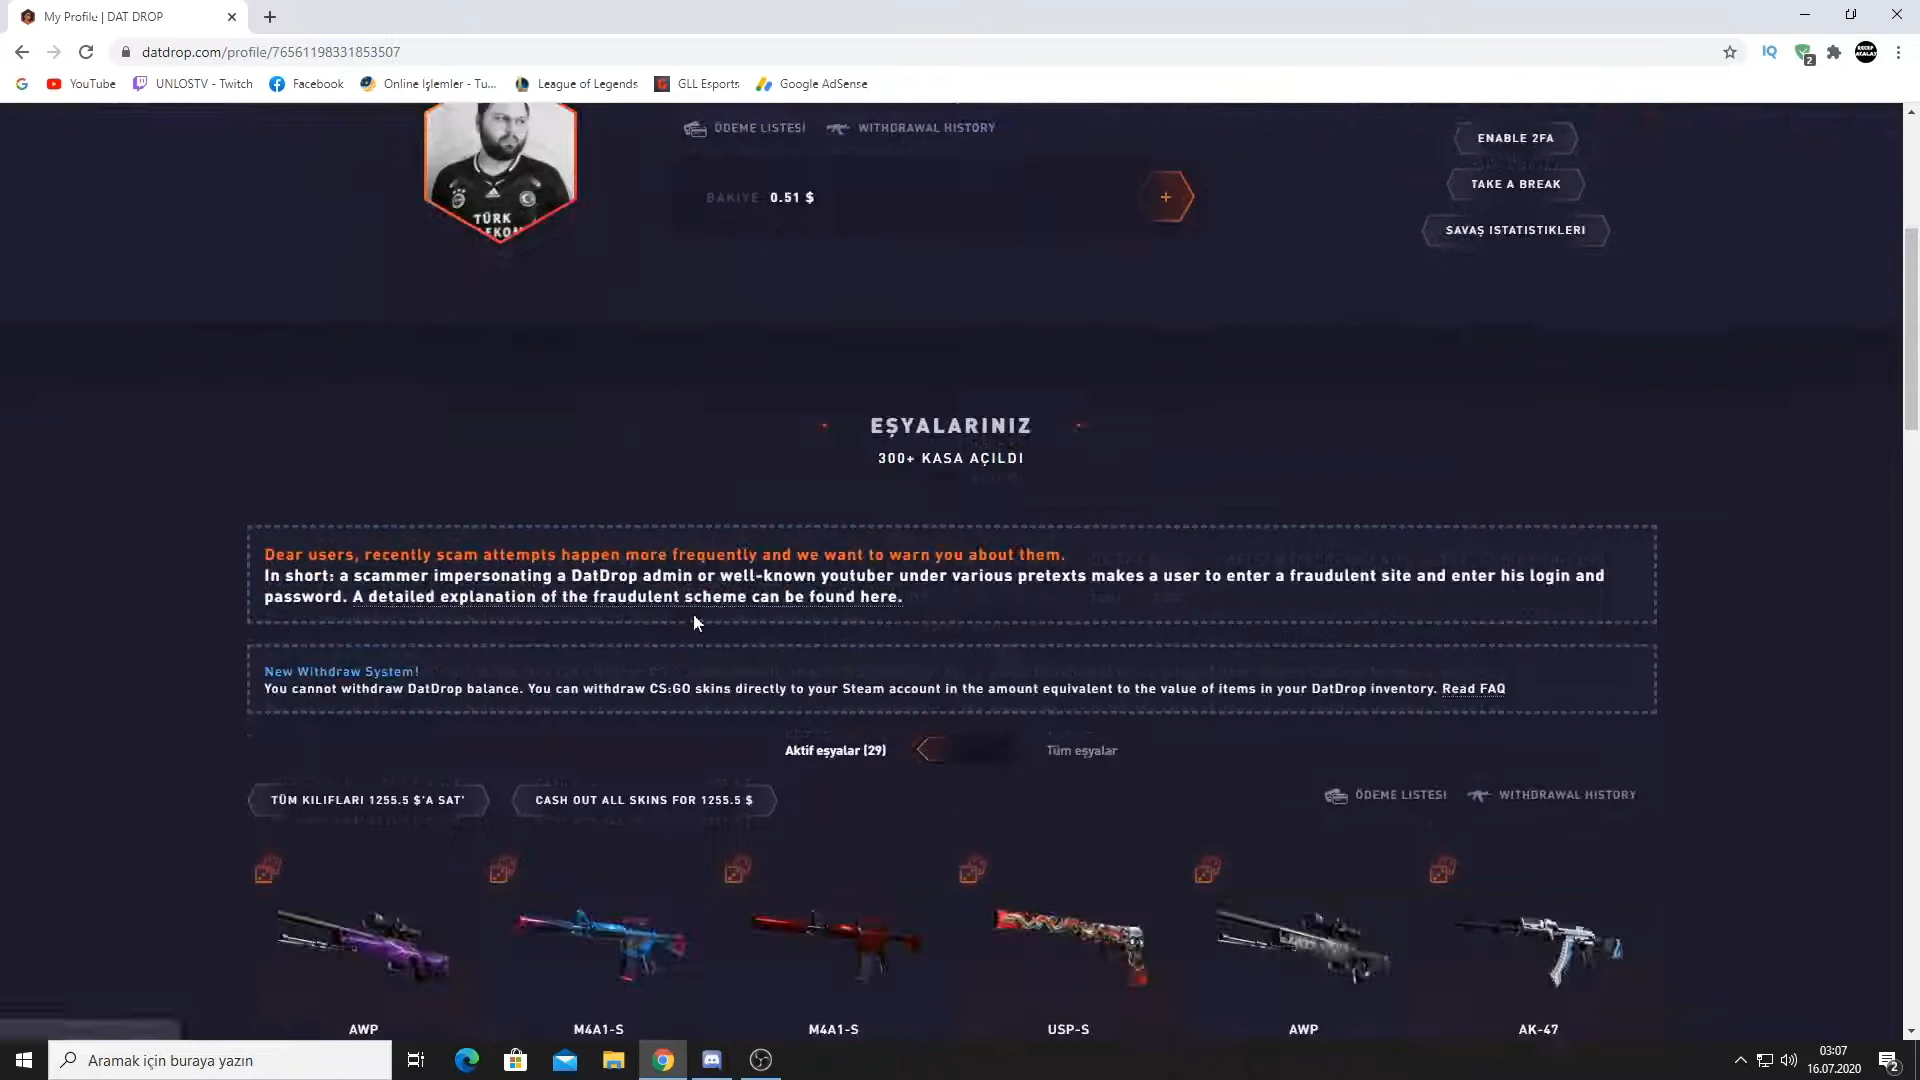 My Profile | DAT DROP
datdrop.com/profile/76561198331853507
2
YouTube
UNLOSTV - Twitch
Facebook
Online İşlemler - Tu...
League of Legends
GLL Esports
Google AdSense
TÜRK
ÖDEME LISTESI
WITHDRAWAL HISTORY
BAKIYE 0.51 $
ENABLE 2FA
TAKE A BREAK
SAVAŞ ISTATISTIKLERI
EŞYALARINIZ
300+ KASA AÇILDI
Dear users, recently scam attempts happen more frequently and we want to warn you about them.
In short: a scammer impersonating a DatDrop admin or well-known youtuber under various pretexts makes a user to enter a fraudulent site and enter his login and
password. A detailed explanation of the fraudulent scheme can be found here.
New Withdraw System!
You cannot withdraw DatDrop balance. You can withdraw CS:GO skins directly to your Steam account in the amount equivalent to the value of items in your DatDrop inventory. Read FAQ
Aktif eşyalar (29)
Tüm eşyalar
TÜM KILIFLARI 1255.5 $'A SAT'
CASH OUT ALL SKINS FOR 1255.5 $
ÖDEME LISTESI
WITHDRAWAL HISTORY
AWP
M4A1-S
M4A1-S
USP-S
AWP
AK-47
Aramak için buraya yazın
03:07
16.07.2020
2